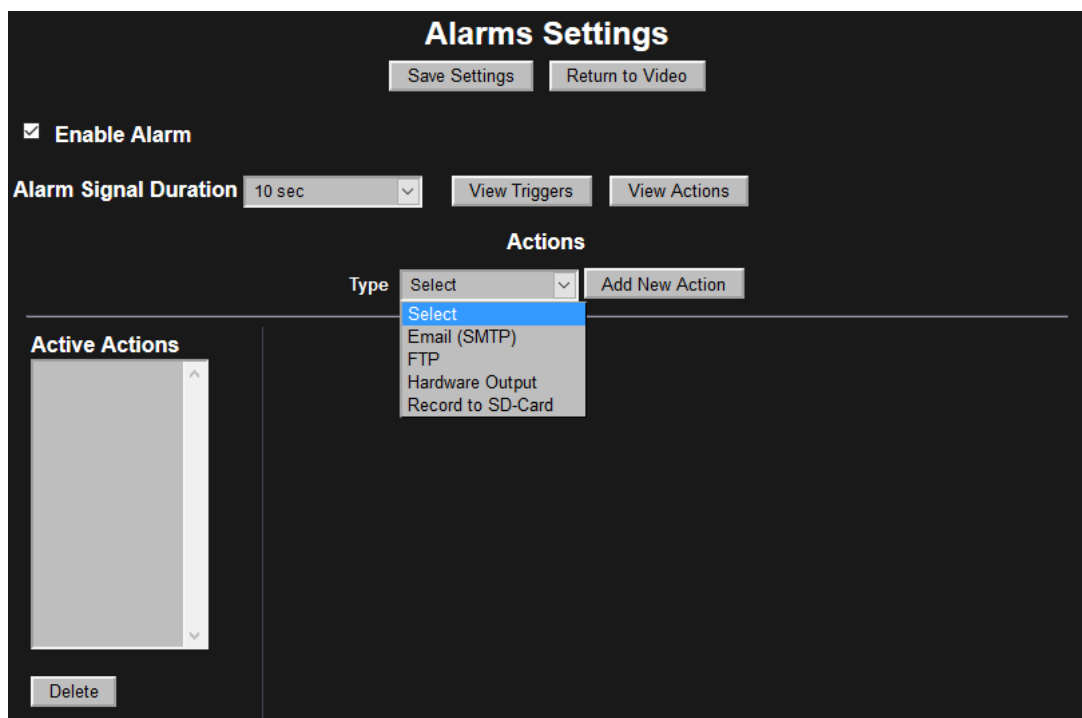 Alarms Settings
Save Settings Return to Video
Enable Alarm
Alarm Signal Duration 10 sec View Triggers View Actions
Actions
Type Select Add New Action
Select
Email (SMTP)
FTP
Hardware Output
Record to SD-Card
Active Actions
Delete